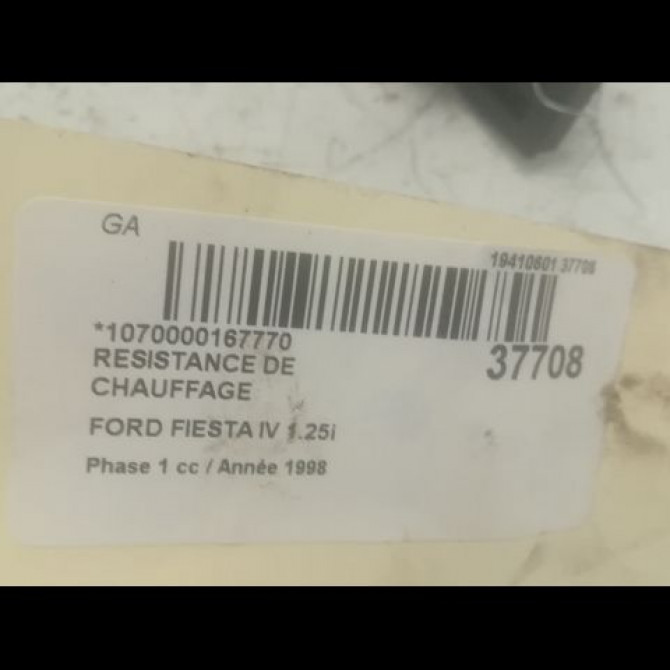 GA
19410601 37708
*1070000167770
37708
RESISTANCE DE
CHAUFFAGE
FORD FIESTA IV 1.25i
Phase 1 cc / Année 1998